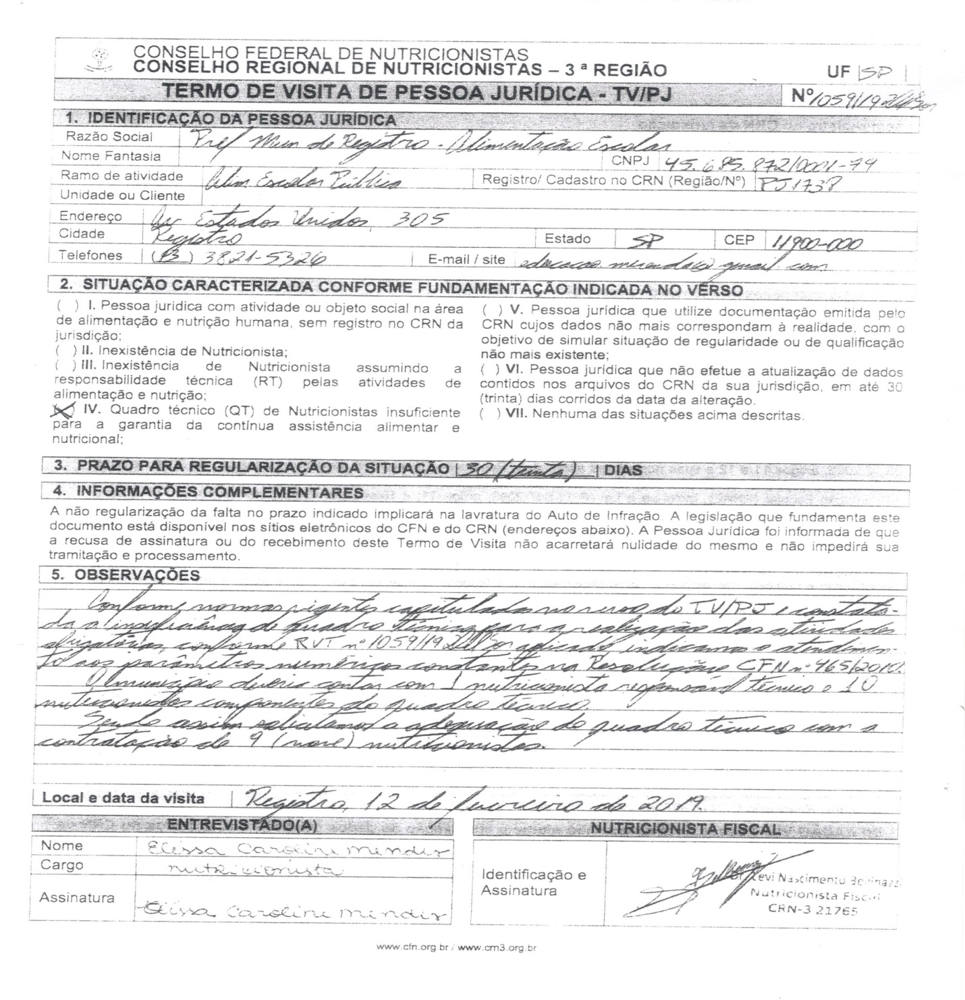 CONSELHO FEDERAL DE NUTRICIONISTAS
CONSELHO REGIONAL DE NUTRICIONISTAS – 3 ª REGIÃO UF SP
TERMO DE VISITA DE PESSOA JURÍDICA - TV/PJ Nº 1059/19
1. IDENTIFICAÇÃO DA PESSOA JURÍDICA
Razão Social Pref Mun de Registro - Alimentação Escolar
Nome Fantasia CNPJ 45.685.872/0001-79
Ramo de atividade Alim Escolar Pública Registro/ Cadastro no CRN (Região/Nº) PJ1738
Unidade ou Cliente
Endereço Av Estados Unidos, 305
Cidade Registro Estado SP CEP 11900-000
Telefones (13) 3821-5326 E-mail / site educacao merenda@gmail com
2. SITUAÇÃO CARACTERIZADA CONFORME FUNDAMENTAÇÃO INDICADA NO VERSO
( ) I. Pessoa jurídica com atividade ou objeto social na área
de alimentação e nutrição humana, sem registro no CRN da
jurisdição;
( ) II. Inexistência de Nutricionista;
( ) III. Inexistência de Nutricionista assumindo a
responsabilidade técnica (RT) pelas atividades de
alimentação e nutrição;
(X) IV. Quadro técnico (QT) de Nutricionistas insuficiente
para a garantia da contínua assistência alimentar e
nutricional;
( ) V. Pessoa jurídica que utilize documentação emitida pelo
CRN cujos dados não mais correspondam à realidade, com o
objetivo de simular situação de regularidade ou de qualificação
não mais existente;
( ) VI. Pessoa jurídica que não efetue a atualização de dados
contidos nos arquivos do CRN da sua jurisdição, em até 30
(trinta) dias corridos da data da alteração.
( ) VII. Nenhuma das situações acima descritas.
3. PRAZO PARA REGULARIZAÇÃO DA SITUAÇÃO 30 (trinta) DIAS
4. INFORMAÇÕES COMPLEMENTARES
A não regularização da falta no prazo indicado implicará na lavratura do Auto de Infração. A legislação que fundamenta este
documento está disponível nos sítios eletrônicos do CFN e do CRN (endereços abaixo). A Pessoa Jurídica foi informada de que
a recusa de assinatura ou do recebimento deste Termo de Visita não acarretará nulidade do mesmo e não impedirá sua
tramitação e processamento.
5. OBSERVAÇÕES
Conforme normas vigentes capituladas no verso do TV/PJ e constata-
da a insuficiência de quadro técnico para a realização das atividades
obrigatórias, conforme RVT nº 1059/19 aplicado, indicamos o atendimen-
to aos parâmetros numéricos constantes na Resolução CFN nº 465/2010.
O município deveria contar com 1 nutricionista responsável técnico e 10
nutricionistas componentes do quadro técnico.
Sendo assim solicitamos a adequação do quadro técnico com a
contratação de 9 (nove) nutricionistas.
Local e data da visita Registro, 12 de fevereiro de 2019.
ENTREVISTADO(A)
Nome Elissa Caroline Mendes
Cargo nutricionista
Assinatura Elissa Caroline Mendes
NUTRICIONISTA FISCAL
Identificação e
Assinatura
Levi Nascimento
Nutricionista Fiscal
CRN-3 21765
www.cfn.org.br / www.crn3.org.br